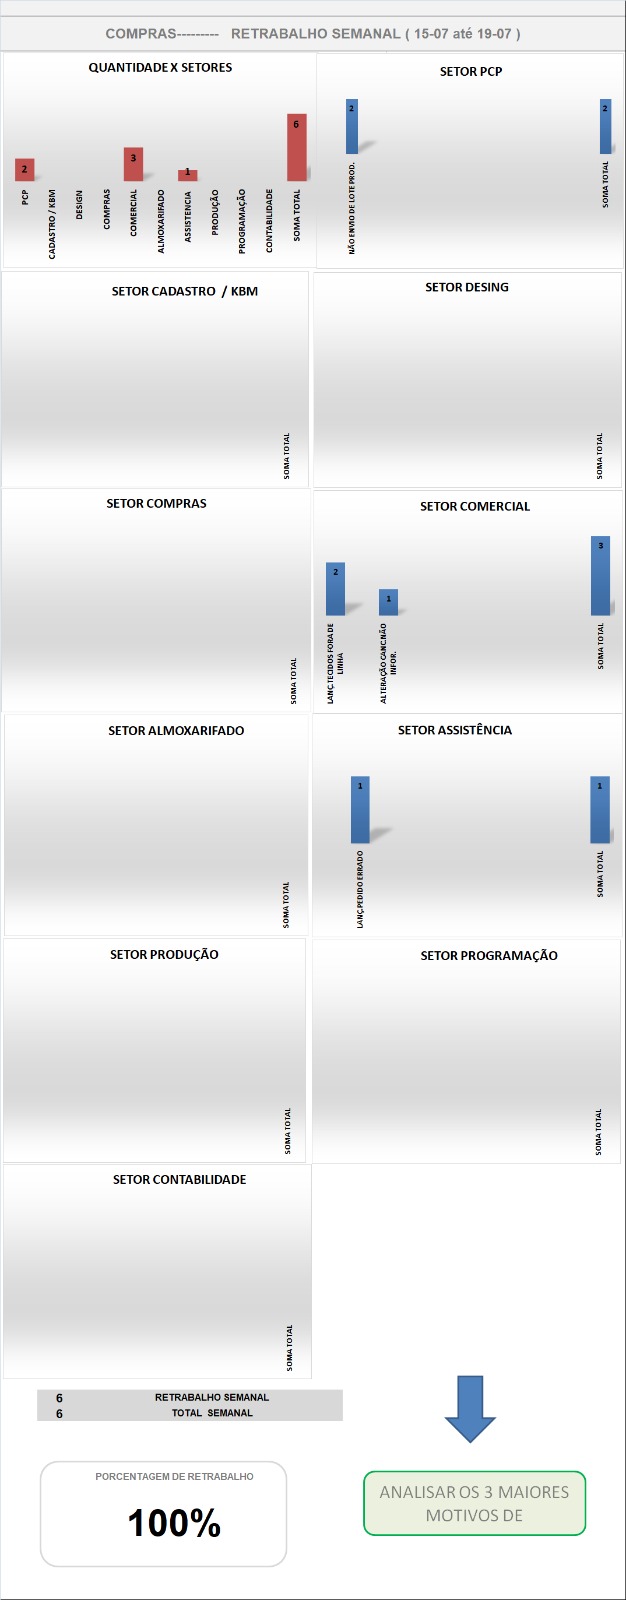 COMPRAS--------- RETRABALHO SEMANAL ( 15-07 até 19-07 )
QUANTIDADE X SETORES
2
3
1
6
PCP
CADASTRO / KBM
DESIGN
COMPRAS
COMERCIAL
ALMOXARIFADO
ASSISTENCIA
PRODUÇÃO
PROGRAMAÇÃO
CONTABILIDADE
SOMA TOTAL
SETOR PCP
2
2
NÃO ENVIO DE LOTE PROD.
SOMA TOTAL
SETOR CADASTRO / KBM
SOMA TOTAL
SETOR DESING
SOMA TOTAL
SETOR COMPRAS
SOMA TOTAL
SETOR COMERCIAL
2
1
3
LANÇ.TECIDOS FORA DE
LINHA
ALTERAÇÃO CANC.NÃO
INFOR.
SOMA TOTAL
SETOR ALMOXARIFADO
SOMA TOTAL
SETOR ASSISTÊNCIA
1
1
LANÇ.PEDIDO ERRADO
SOMA TOTAL
SETOR PRODUÇÃO
SOMA TOTAL
SETOR PROGRAMAÇÃO
SOMA TOTAL
SETOR CONTABILIDADE
SOMA TOTAL
6 RETRABALHO SEMANAL
6 TOTAL SEMANAL
PORCENTAGEM DE RETRABALHO
100%
ANALISAR OS 3 MAIORES
MOTIVOS DE